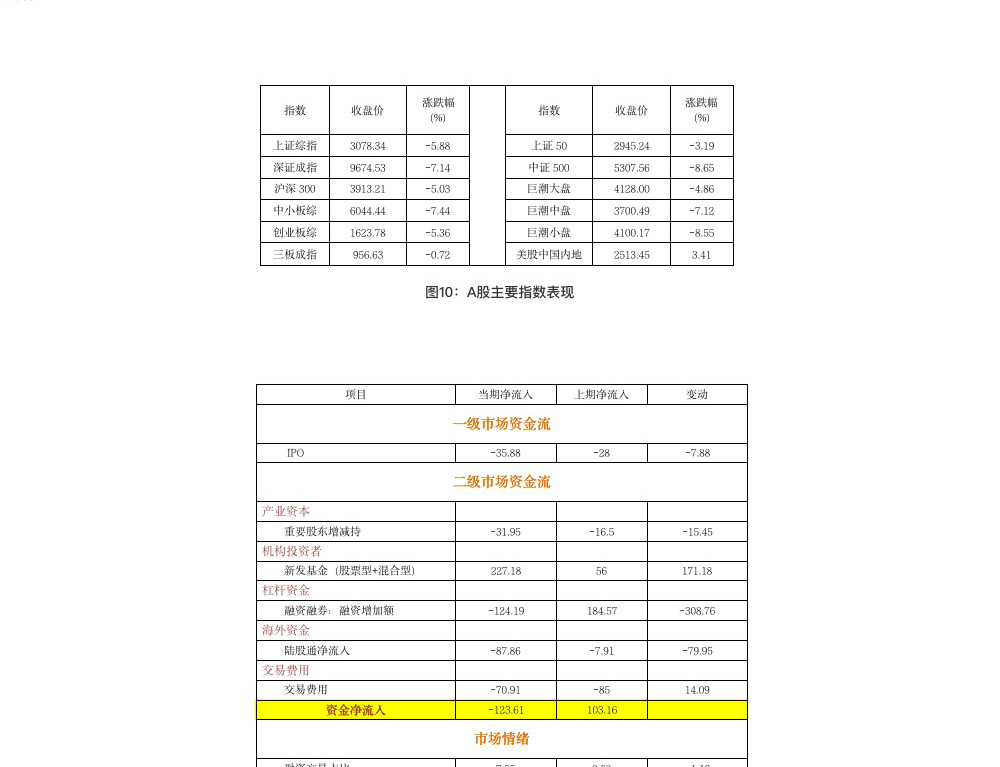 指数 收盘价 涨跌幅(%) 指数 收盘价 涨跌幅(%)
上证综指 3078.34 -5.88 上证 50 2945.24 -3.19
深证成指 9674.53 -7.14 中证 500 5307.56 -8.65
沪深 300 3913.21 -5.03 巨潮大盘 4128.00 -4.86
中小板综 6044.44 -7.44 巨潮中盘 3700.49 -7.12
创业板综 1623.78 -5.36 巨潮小盘 4100.17 -8.55
三板成指 956.63 -0.72 美股中国内地 2513.45 3.41
图10：A股主要指数表现
项目 当期净流入 上期净流入 变动
一级市场资金流
IPO -35.88 -28 -7.88
二级市场资金流
产业资本
重要股东增减持 -31.95 -16.5 -15.45
机构投资者
新发基金（股票型+混合型） 227.18 56 171.18
杠杆资金
融资融券：融资增加额 -124.19 184.57 -308.76
海外资金
陆股通净流入 -87.86 -7.91 -79.95
交易费用
交易费用 -70.91 -85 14.09
资金净流入 -123.61 103.16
市场情绪